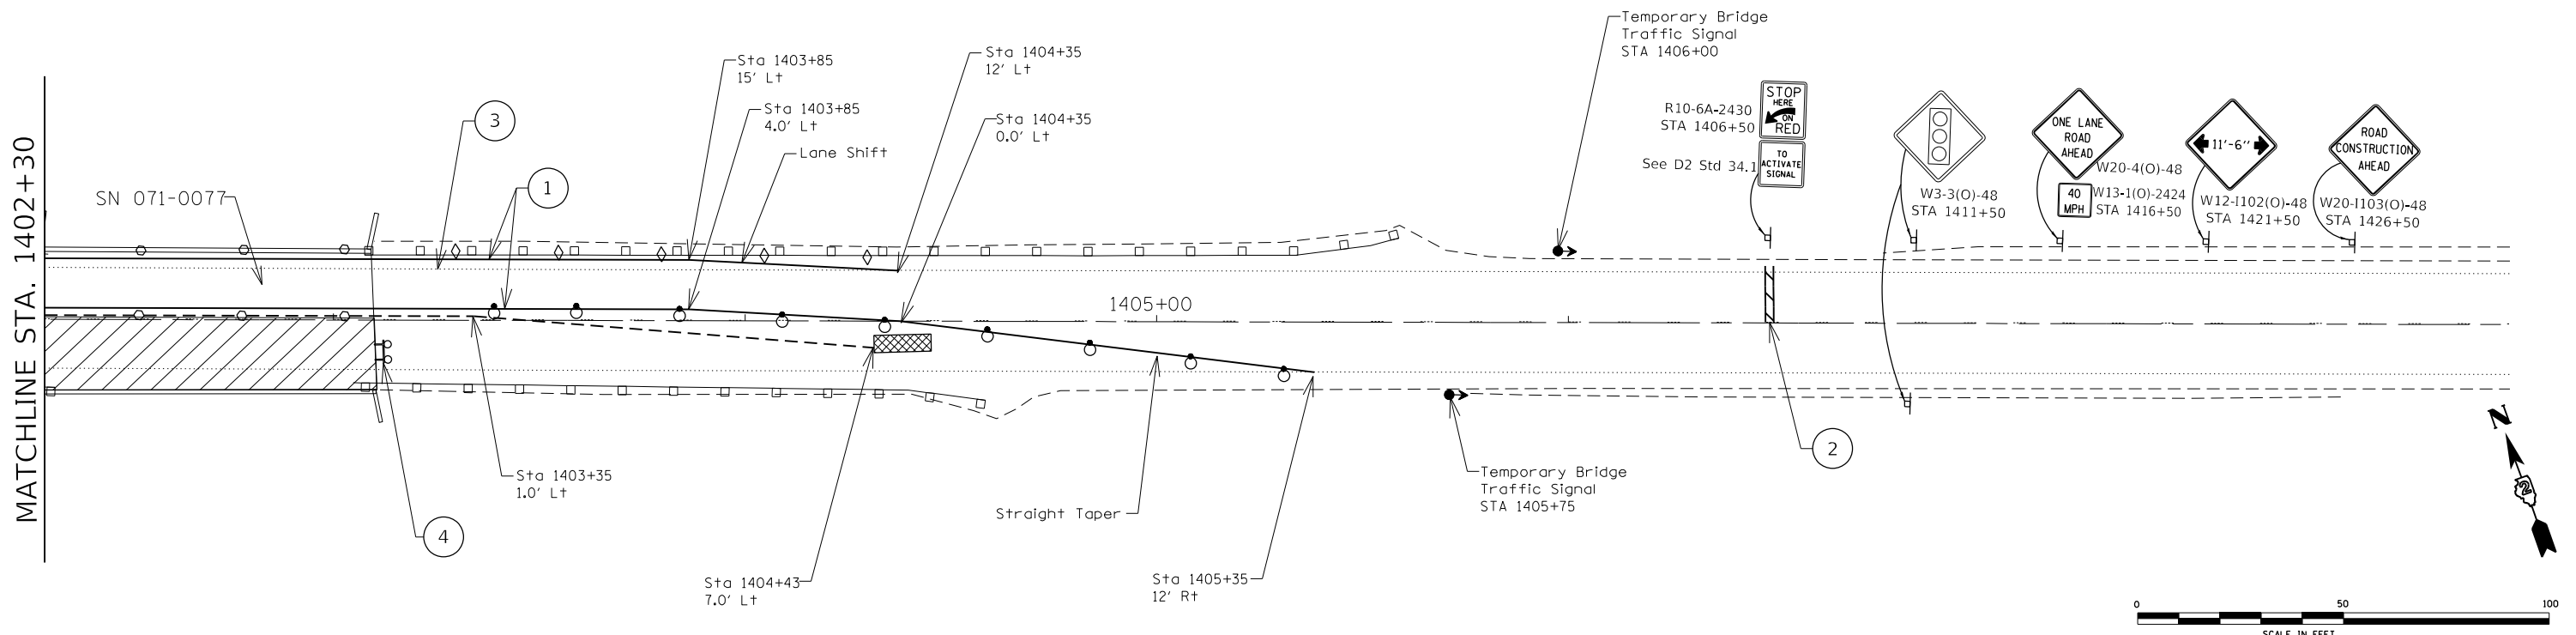 MATCHLINE STA. 1402+30
SN 071-0077
3
1
Sta 1403+85
15' Lt
Sta 1403+85
4.0' Lt
Lane Shift
Sta 1404+35
12' Lt
Sta 1404+35
0.0' Lt
1405+00
Temporary Bridge
Traffic Signal
STA 1406+00
R10-6A-2430
STA 1406+50
See D2 Std 34.1
STOP
HERE
ON
RED
TO
ACTIVATE
SIGNAL
W3-3(O)-48
STA 1411+50
ONE LANE
ROAD
AHEAD
40
MPH
W20-4(O)-48
W13-1(O)-2424
STA 1416+50
11'-6"
W12-I102(O)-48
STA 1421+50
ROAD
CONSTRUCTION
AHEAD
W20-I103(O)-48
STA 1426+50
Sta 1403+35
1.0' Lt
4
Sta 1404+43
7.0' Lt
Straight Taper
Sta 1405+35
12' Rt
Temporary Bridge
Traffic Signal
STA 1405+75
2
N
0
50
100
SCALE IN FEET